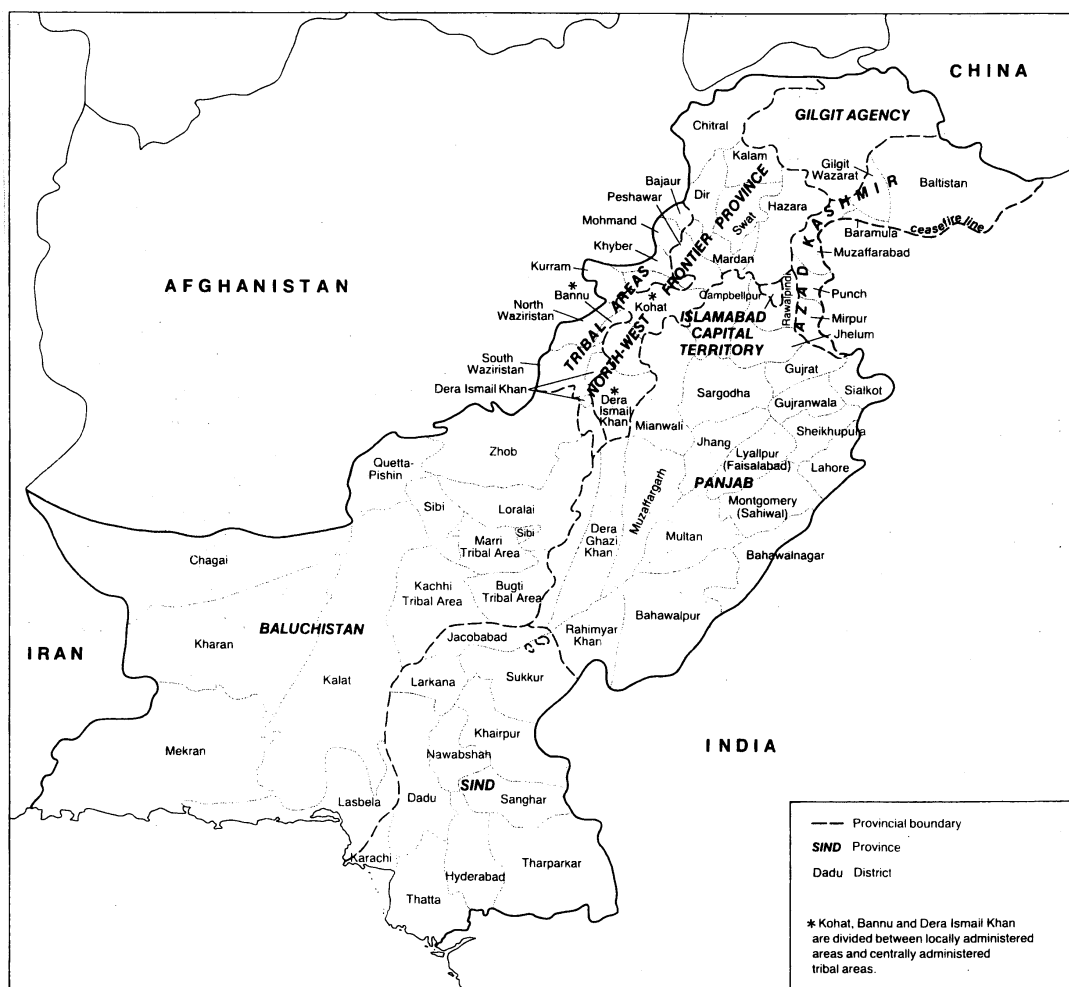 CHINA
GILGIT AGENCY
Chitral
Kalam
Gilgit
Wazarat
Baltistan
Bajaur
Peshawar
Dir
Hazara
Mohmand
Swat
AZAD KASHMIR
ceasefire line
Baramula
Muzaffarabad
Khyber
Mardan
NORTH-WEST FRONTIER PROVINCE
Kurram
AFGHANISTAN
* Bannu
TRIBAL AREAS
* Kohat
Campbellpur
Rawalpindi
Punch
North
Waziristan
ISLAMABAD
CAPITAL
TERRITORY
Mirpur
Jhelum
South
Waziristan
Gujrat
Dera Ismail Khan
* Dera
Ismail
Khan
Sargodha
Sialkot
Gujranwala
Mianwali
Sheikhupura
Zhob
Jhang
Lyallpur
(Faisalabad)
Lahore
Quetta-
Pishin
PANJAB
Muzaffargarh
Montgomery
(Sahiwal)
Sibi
Loralai
Sibi
Marri
Tribal Area
Dera
Ghazi
Khan
Multan
Bahawalnagar
Chagai
Kachhi
Tribal Area
Bugti
Tribal Area
Bahawalpur
BALUCHISTAN
Jacobabad
Rahimyar
Khan
Kharan
IRAN
Kalat
Larkana
Sukkur
Khairpur
INDIA
Mekran
Nawabshah
SIND
Lasbela
Dadu
Sanghar
Karachi
Hyderabad
Tharparkar
Thatta
Provincial boundary
SIND Province
Dadu District
* Kohat, Bannu and Dera Ismail Khan
are divided between locally administered
areas and centrally administered
tribal areas.